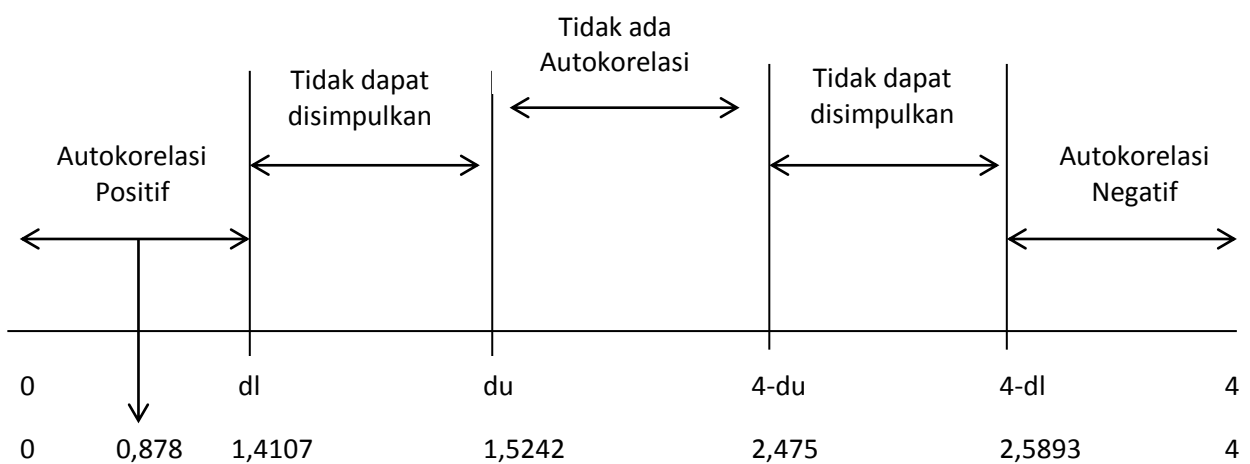 Tidak ada
Autokorelasi
Tidak dapat
disimpulkan
Tidak dapat
disimpulkan
Autokorelasi
Positif
Autokorelasi
Negatif
0 dl du 4-du 4-dl 4
0 0,878 1,4107 1,5242 2,475 2,5893 4